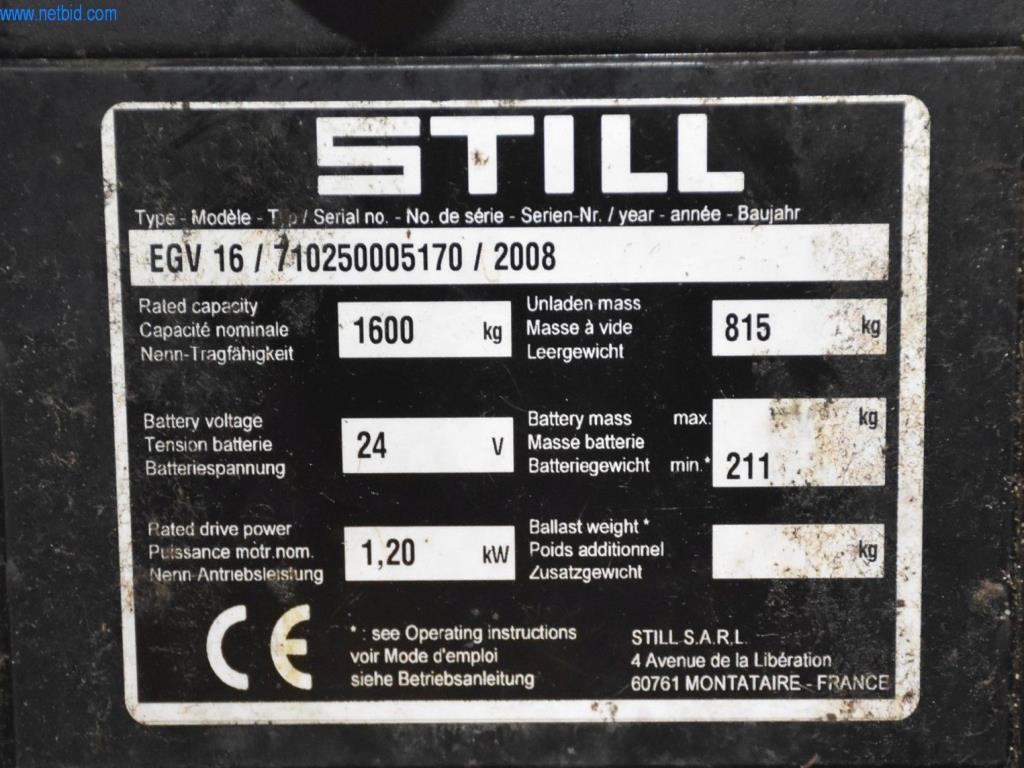 www.netbid.com
STILL
Type - Modèle - Typ / Serial no. - No. de série - Serien-Nr. / year - année - Baujahr
EGV 16 / 710250005170 / 2008
Rated capacity
Capacité nominale
Nenn-Tragfähigkeit
1600 kg
Unladen mass
Masse à vide
Leergewicht
815 kg
Battery voltage
Tension batterie
Batteriespannung
24 V
Battery mass max. kg
Masse batterie
Batteriegewicht min.* 211
Rated drive power
Puissance motr.nom.
Nenn-Antriebsleistung
1,20 kW
Ballast weight *
Poids additionnel
Zusatzgewicht
kg
CE
* : see Operating instructions
voir Mode d'emploi
siehe Betriebsanleitung
STILL S.A.R.L.
4 Avenue de la Libération
60761 MONTATAIRE - FRANCE